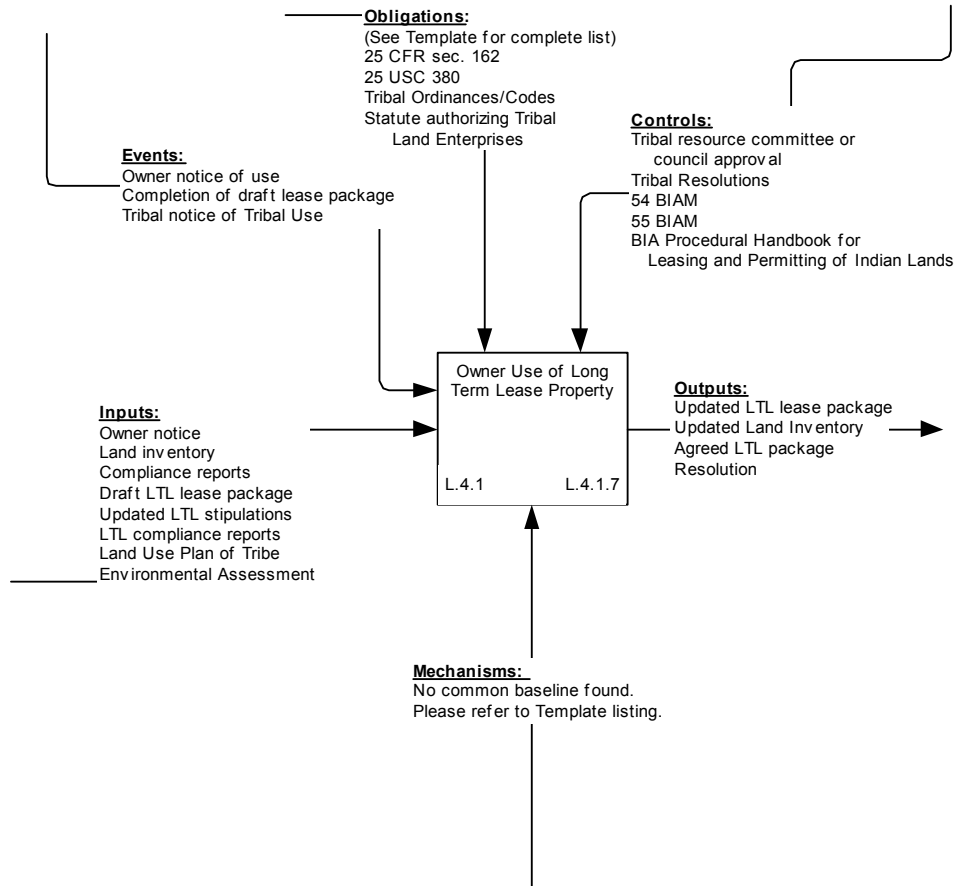 Obligations:
(See Template for complete list)
25 CFR sec. 162
25 USC 380
Tribal Ordinances/Codes
Statute authorizing Tribal
Land Enterprises
Controls:
Tribal resource committee or
council approval
Tribal Resolutions
54 BIAM
55 BIAM
BIA Procedural Handbook for
Leasing and Permitting of Indian Lands
Events:
Owner notice of use
Completion of draft lease package
Tribal notice of Tribal Use
Owner Use of Long
Term Lease Property
L.4.1 L.4.1.7
Inputs:
Owner notice
Land inventory
Compliance reports
Draft LTL lease package
Updated LTL stipulations
LTL compliance reports
Land Use Plan of Tribe
Environmental Assessment
Outputs:
Updated LTL lease package
Updated Land Inventory
Agreed LTL package
Resolution
Mechanisms:
No common baseline found.
Please refer to Template listing.